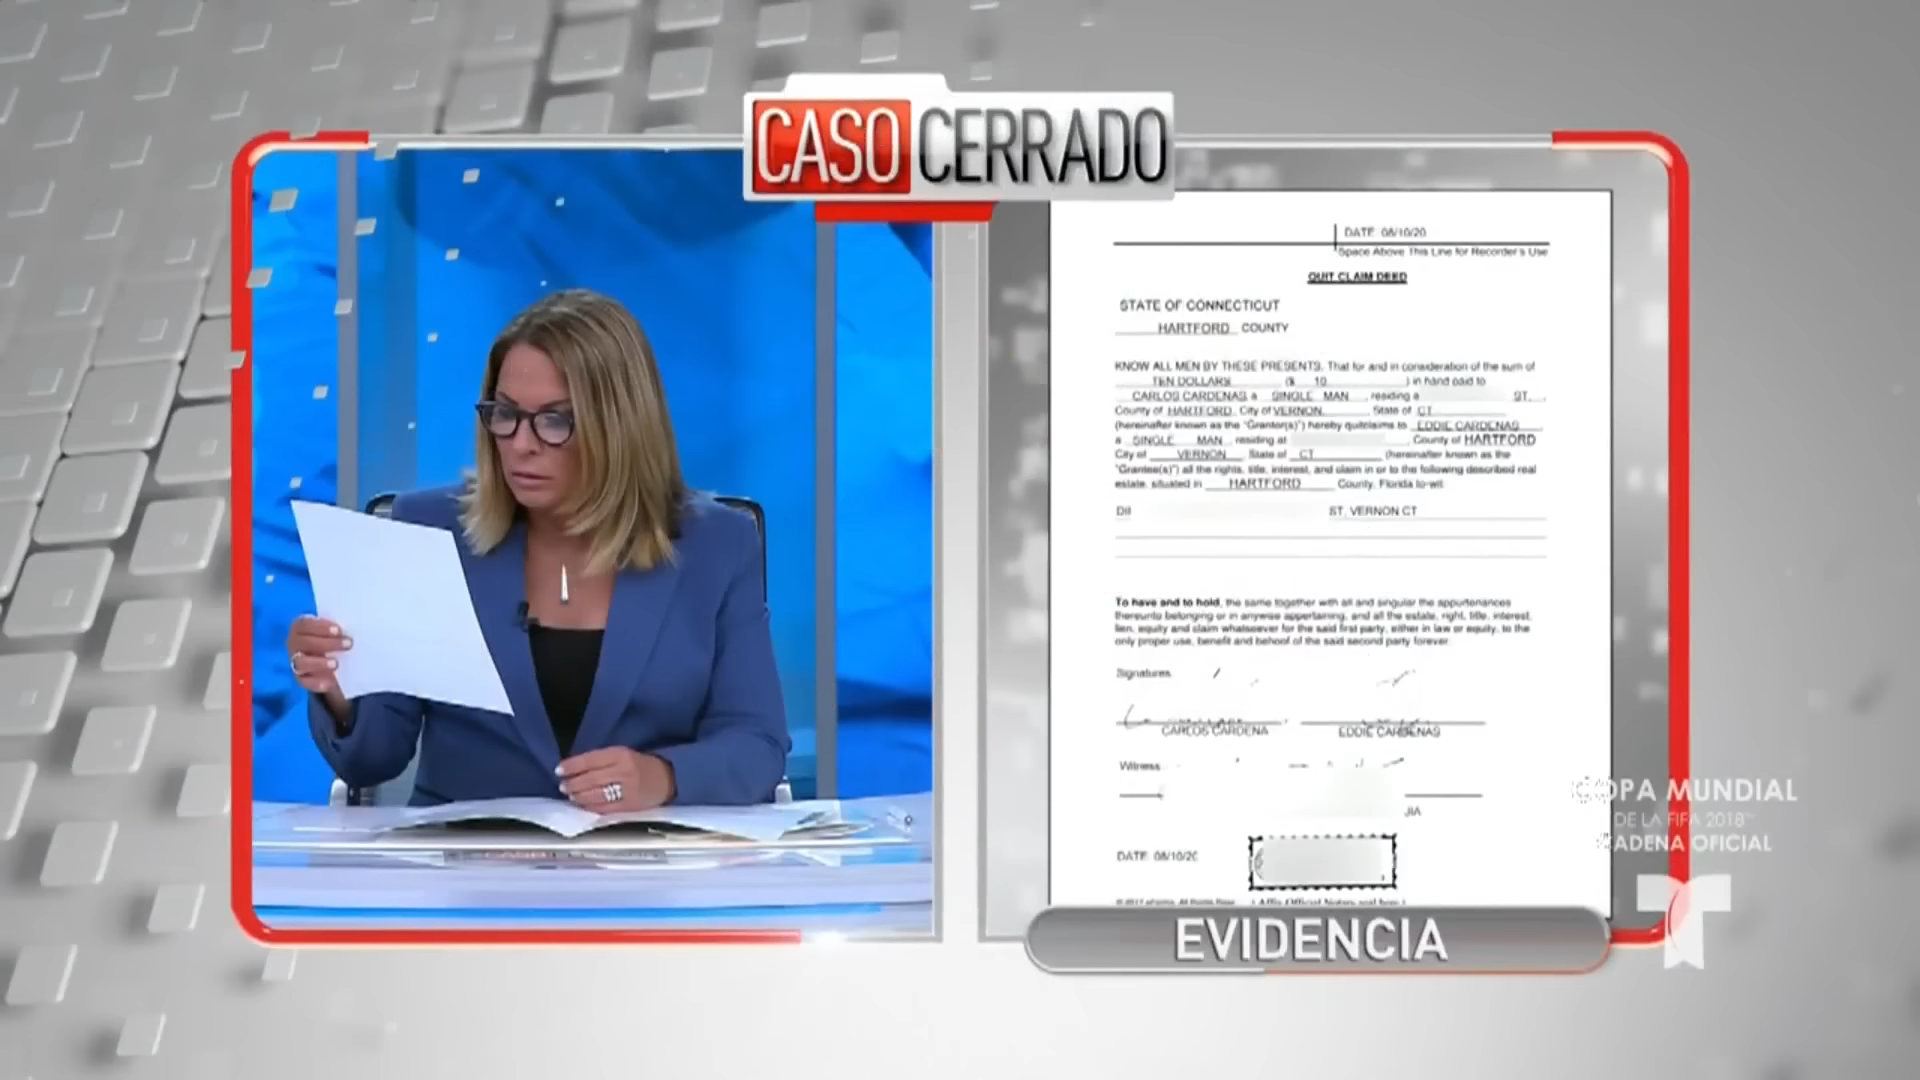 CASO CERRADO
DATE 08/10/20
Space Above This Line for Recorder's Use
QUIT CLAIM DEED
STATE OF CONNECTICUT
HARTFORD COUNTY
KNOW ALL MEN BY THESE PRESENTS, That for and in consideration of the sum of
TEN DOLLARS ($ 10 ) in hand paid to
CARLOS CARDENAS a SINGLE MAN , residing a ST.
County of HARTFORD, City of VERNON, State of CT
(hereinafter known as the "Grantor(s)") hereby quitclaims to EDDIE CARDENAS
a SINGLE MAN residing at , County of HARTFORD
City of VERNON, State of CT (hereinafter known as the
"Grantee(s)") all the rights, title, interest, and claim in or to the following described real
estate, situated in HARTFORD County, Florida to-wit:
ST. VERNON CT
To have and to hold, the same together with all and singular the appurtenances
thereunto belonging or in anywise appertaining, and all the estate, right, title, interest,
lien, equity and claim whatsoever for the said first party, either in law or equity, to the
only proper use, benefit and behoof of the said second party forever.
Signatures
CARLOS CARDENA EDDIE CARDENAS
Witness
JIA
DATE: 08/10/20
(Affix Official Notary seal here)
EVIDENCIA
COPA MUNDIAL
DE LA FIFA 2018™
CADENA OFICIAL